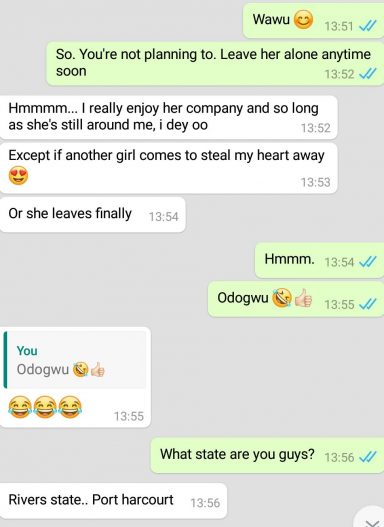 Wawu 😊 13:51
So. You're not planning to. Leave her alone anytime
soon 13:52
Hmmmm... I really enjoy her company and so long
as she's still around me, i dey oo 13:52
Except if another girl comes to steal my heart away
😍 13:53
Or she leaves finally 13:54
Hmmm. 13:54
Odogwu 🤣👍🏻 13:55
You
Odogwu 🤣👍🏻
😂😂😂 13:55
What state are you guys? 13:56
Rivers state.. Port harcourt 13:56